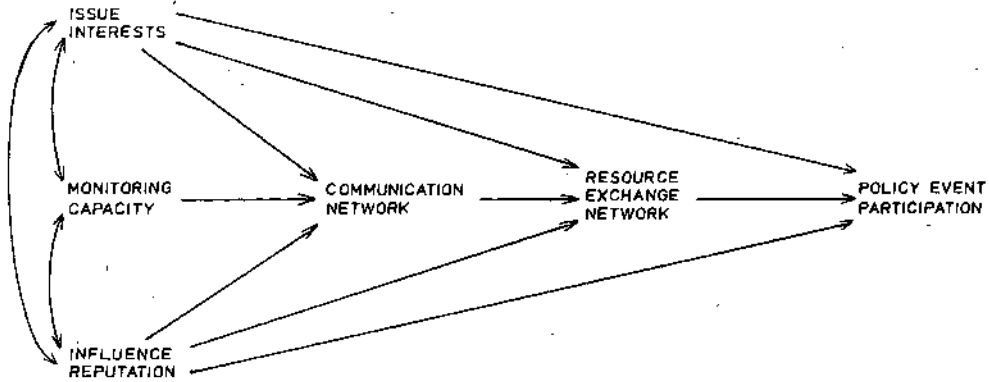 ISSUE
INTERESTS
MONITORING
CAPACITY
COMMUNICATION
NETWORK
RESOURCE
EXCHANGE
NETWORK
POLICY EVENT
PARTICIPATION
INFLUENCE
REPUTATION